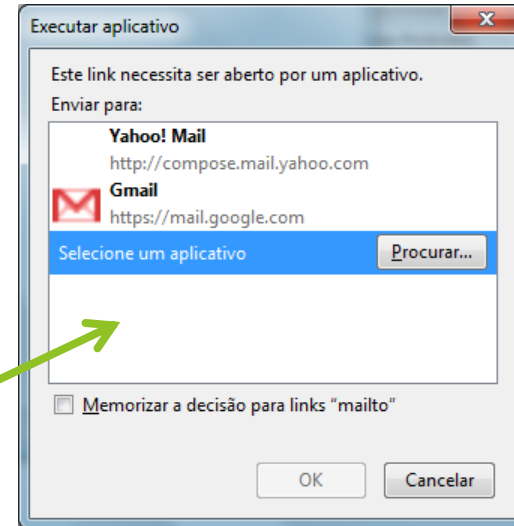 Executar aplicativo
x
Este link necessita ser aberto por um aplicativo.
Enviar para:
Yahoo! Mail
http://compose.mail.yahoo.com
Gmail
https://mail.google.com
Selecione um aplicativo Procurar...
Memorizar a decisão para links “mailto”
OK Cancelar